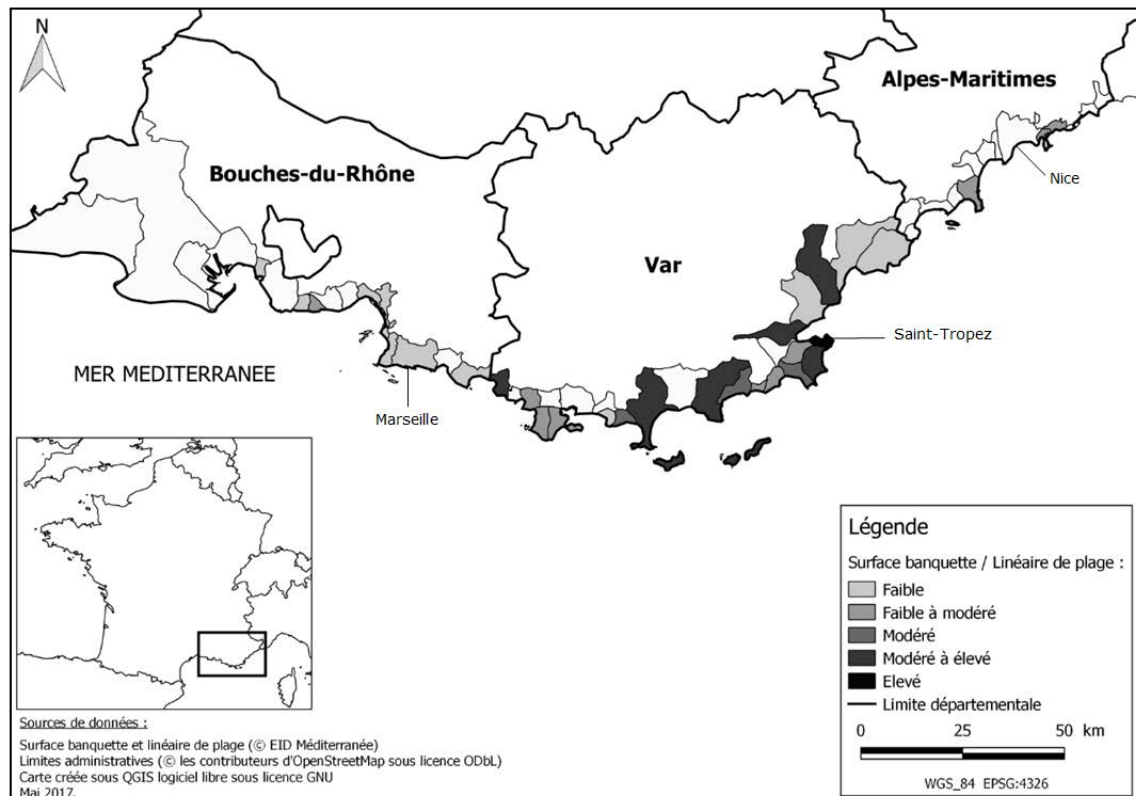 N
Alpes-Maritimes
Bouches-du-Rhône
Nice
Var
Saint-Tropez
MER MEDITERRANEE
Marseille
Légende
Surface banquette / Linéaire de plage :
Faible
Faible à modéré
Modéré
Modéré à élevé
Elevé
Limite départementale
0 25 50 km
WGS_84 EPSG:4326
Sources de données :
Surface banquette et linéaire de plage (© EID Méditerranée)
Limites administratives (© les contributeurs d'OpenStreetMap sous licence ODbL)
Carte créée sous QGIS logiciel libre sous licence GNU
Mai 2017.